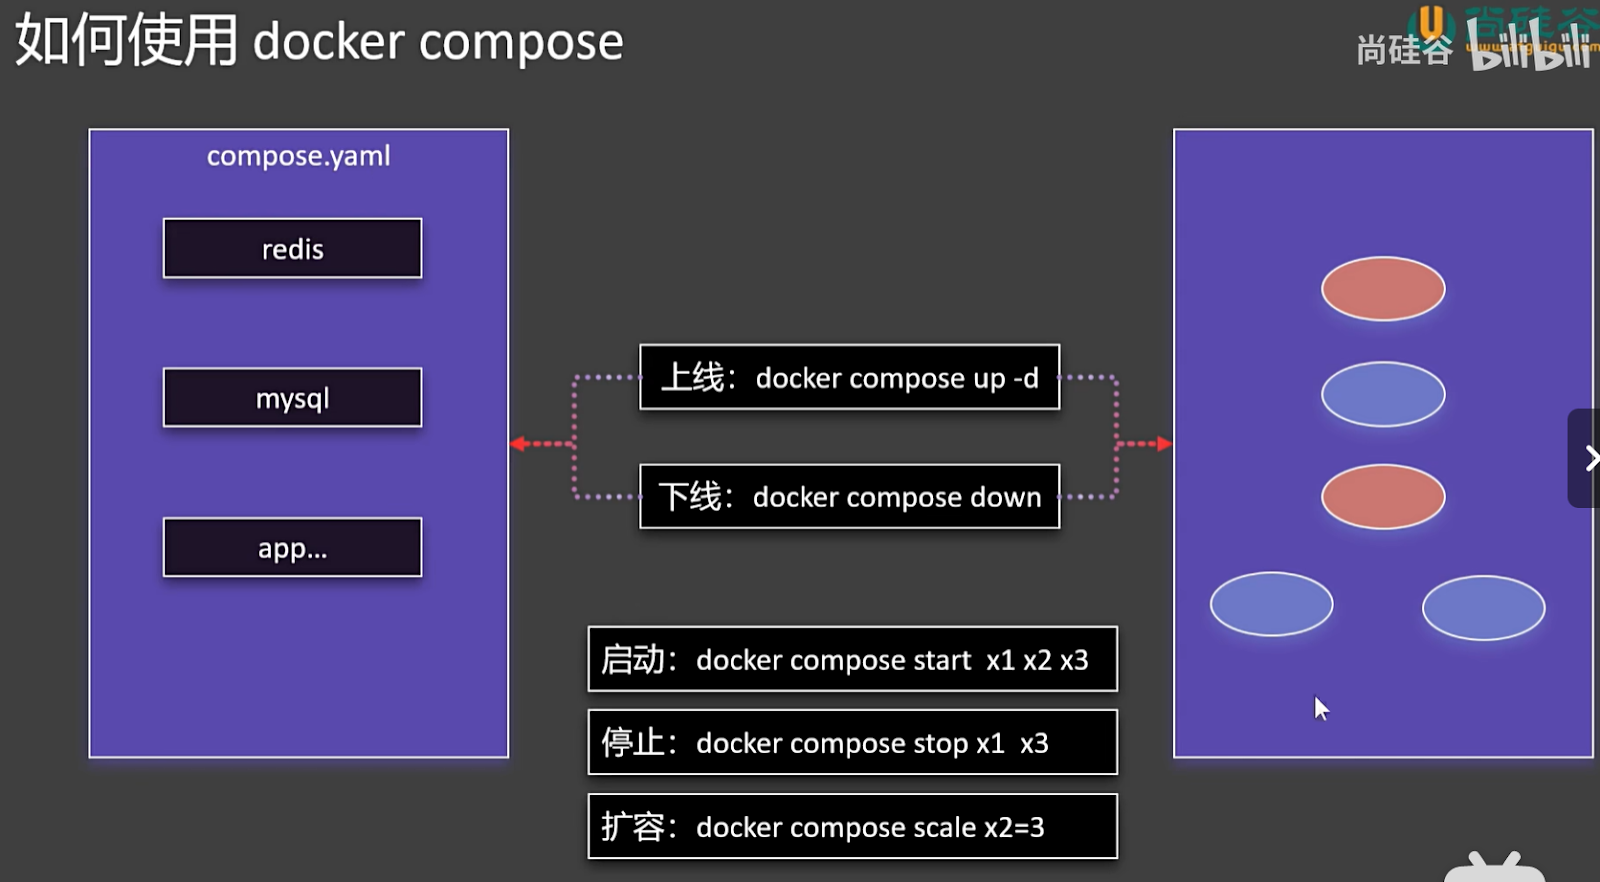 如何使用 docker compose
尚硅谷 bilibili
compose.yaml
redis
mysql
app...
上线：docker compose up -d
下线：docker compose down
启动：docker compose start x1 x2 x3
停止：docker compose stop x1 x3
扩容：docker compose scale x2=3